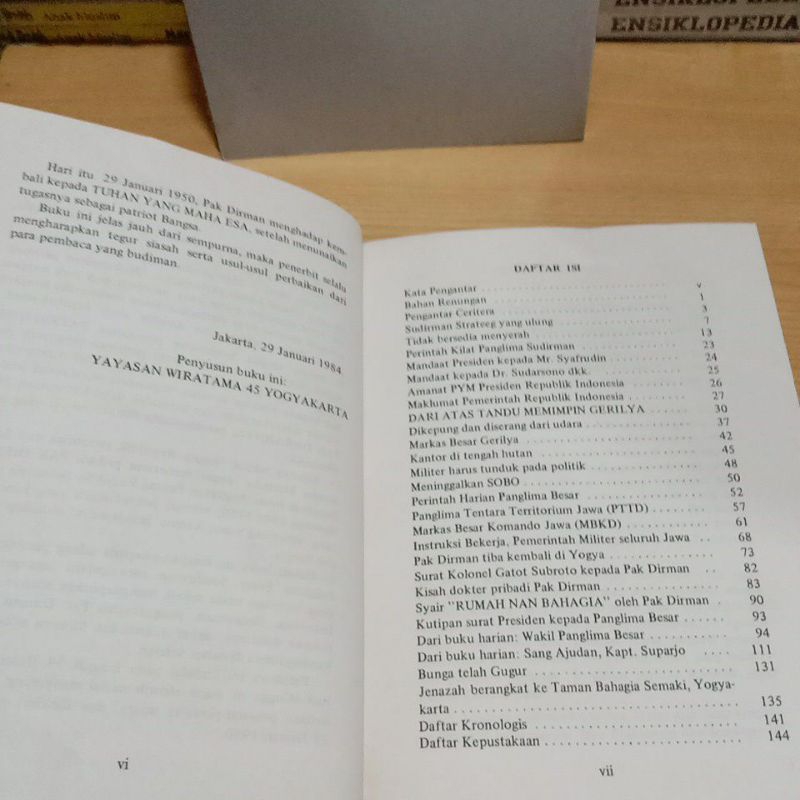 Anak Muslim
ENSIKLOPEDIA
Hari itu 29 Januari 1950, Pak Dirman menghadap kem-
bali kepada TUHAN YANG MAHA ESA, setelah menunaikan
tugasnya sebagai patriot Bangsa.
Buku ini jelas jauh dari sempurna, maka penerbit selalu
mengharapkan tegur siasah serta usul-usul perbaikan dari
para pembaca yang budiman.
Jakarta, 29 Januari 1984
Penyusun buku ini:
YAYASAN WIRATAMA 45 YOGYAKARTA
vi
DAFTAR ISI
Kata Pengantar . . . v
Bahan Renungan . . . 1
Pengantar Ceritera . . . 3
Sudirman Strateeg yang ulung . . . 7
Tidak bersedia menyerah . . . 13
Perintah Kilat Panglima Sudirman . . . 23
Mandaat Presiden kepada Mr. Syafrudin . . . 24
Mandaat kepada Dr. Sudarsono dkk. . . . 25
Amanat PYM Presiden Republik Indonesia . . . 26
Maklumat Pemerintah Republik Indonesia . . . 27
DARI ATAS TANDU MEMIMPIN GERILYA . . . 30
Dikepung dan diserang dari udara . . . 37
Markas Besar Gerilya . . . 42
Kantor di tengah hutan . . . 45
Militer harus tunduk pada politik . . . 48
Meninggalkan SOBO . . . 50
Perintah Harian Panglima Besar . . . 52
Panglima Tentara Territorium Jawa (PTTD) . . . 57
Markas Besar Komando Jawa (MBKD) . . . 61
Instruksi Bekerja, Pemerintah Militer seluruh Jawa . . 68
Pak Dirman tiba kembali di Yogya . . . 73
Surat Kolonel Gatot Subroto kepada Pak Dirman . . 82
Kisah dokter pribadi Pak Dirman . . . 83
Syair "RUMAH NAN BAHAGIA" oleh Pak Dirman . 90
Kutipan surat Presiden kepada Panglima Besar . . . 93
Dari buku harian: Wakil Panglima Besar . . . 94
Dari buku harian: Sang Ajudan, Kapt. Suparjo . . . 111
Bunga telah Gugur . . . 131
Jenazah berangkat ke Taman Bahagia Semaki, Yogya-
karta . . . 135
Daftar Kronologis . . . 141
Daftar Kepustakaan . . . 144
vii